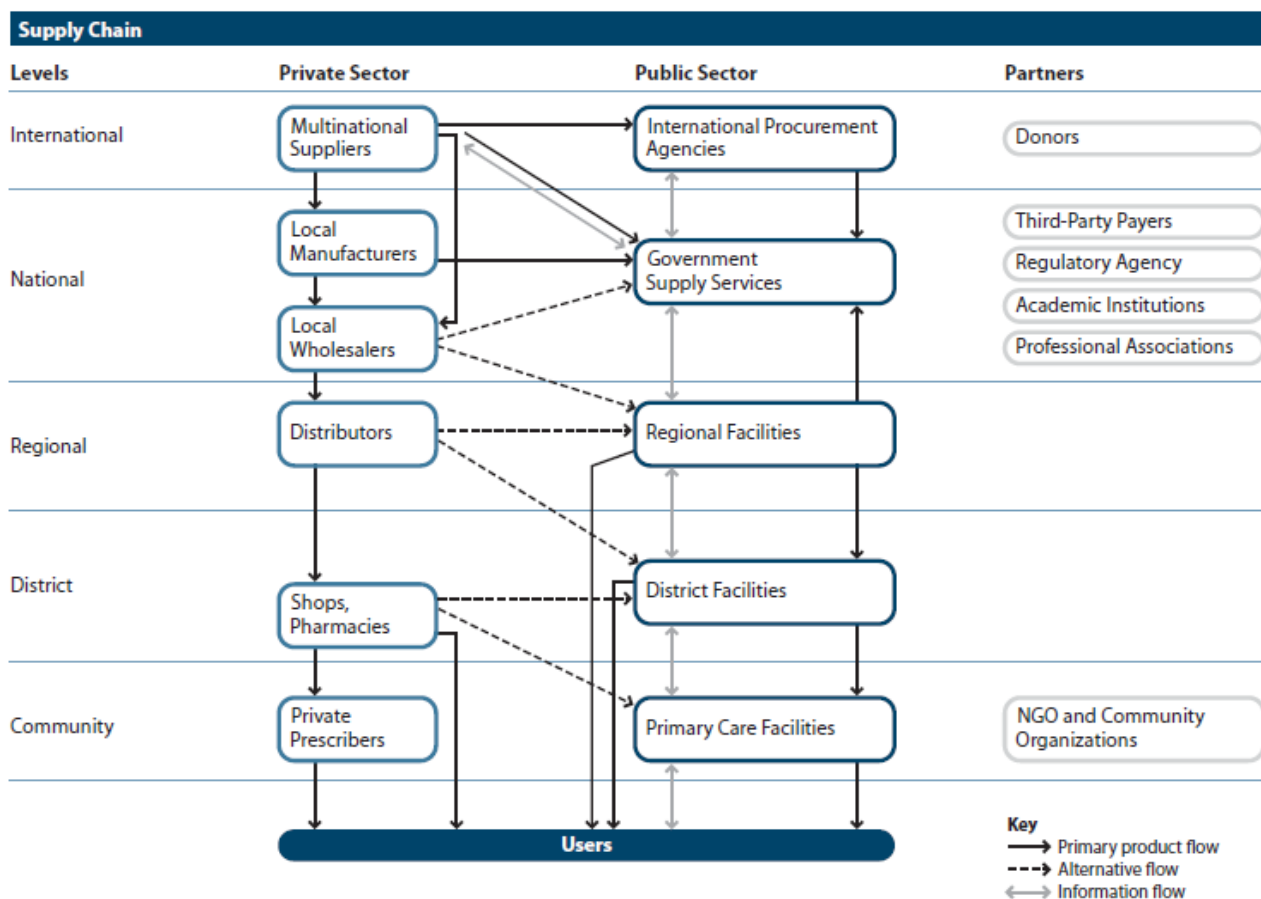 Supply Chain
Levels
Private Sector
Public Sector
Partners
International
Multinational
Suppliers
International Procurement
Agencies
Donors
National
Local
Manufacturers
Government
Supply Services
Local
Wholesalers
Third-Party Payers
Regulatory Agency
Academic Institutions
Professional Associations
Regional
Distributors
Regional Facilities
District
Shops,
Pharmacies
District Facilities
Community
Private
Prescribers
Primary Care Facilities
NGO and Community
Organizations
Users
Key
Primary product flow
Alternative flow
Information flow